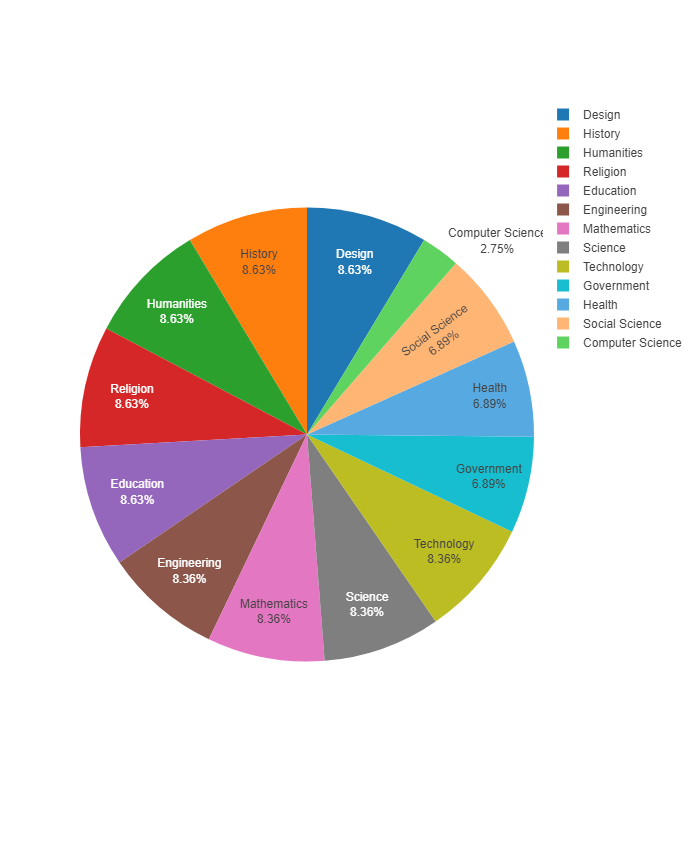 Design
8.63%
Computer Science
2.75%
Social Science
6.89%
Health
6.89%
Government
6.89%
Technology
8.36%
Science
8.36%
Mathematics
8.36%
Engineering
8.36%
Education
8.63%
Religion
8.63%
Humanities
8.63%
History
8.63%
Design
History
Humanities
Religion
Education
Engineering
Mathematics
Science
Technology
Government
Health
Social Science
Computer Science